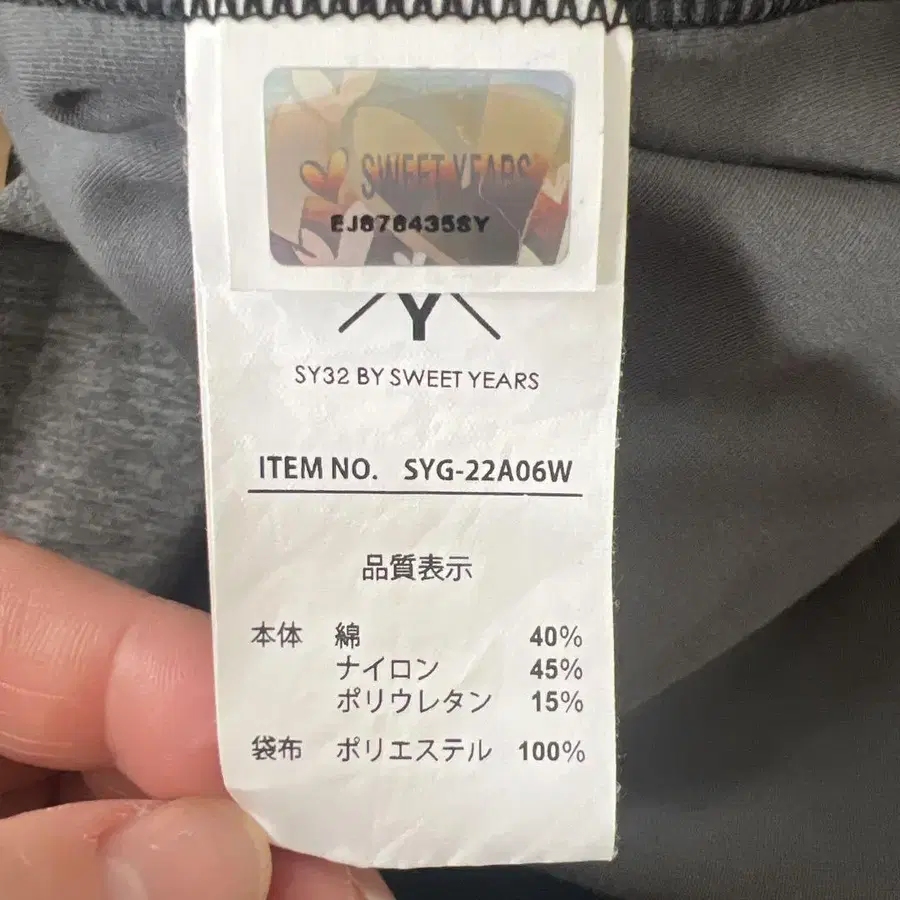 SWEET YEARS
EJ8784358Y
Y
SY32 BY SWEET YEARS
ITEM NO. SYG-22A06W
品質表示
本体 綿 40%
ナイロン 45%
ポリウレタン 15%
袋布 ポリエステル 100%